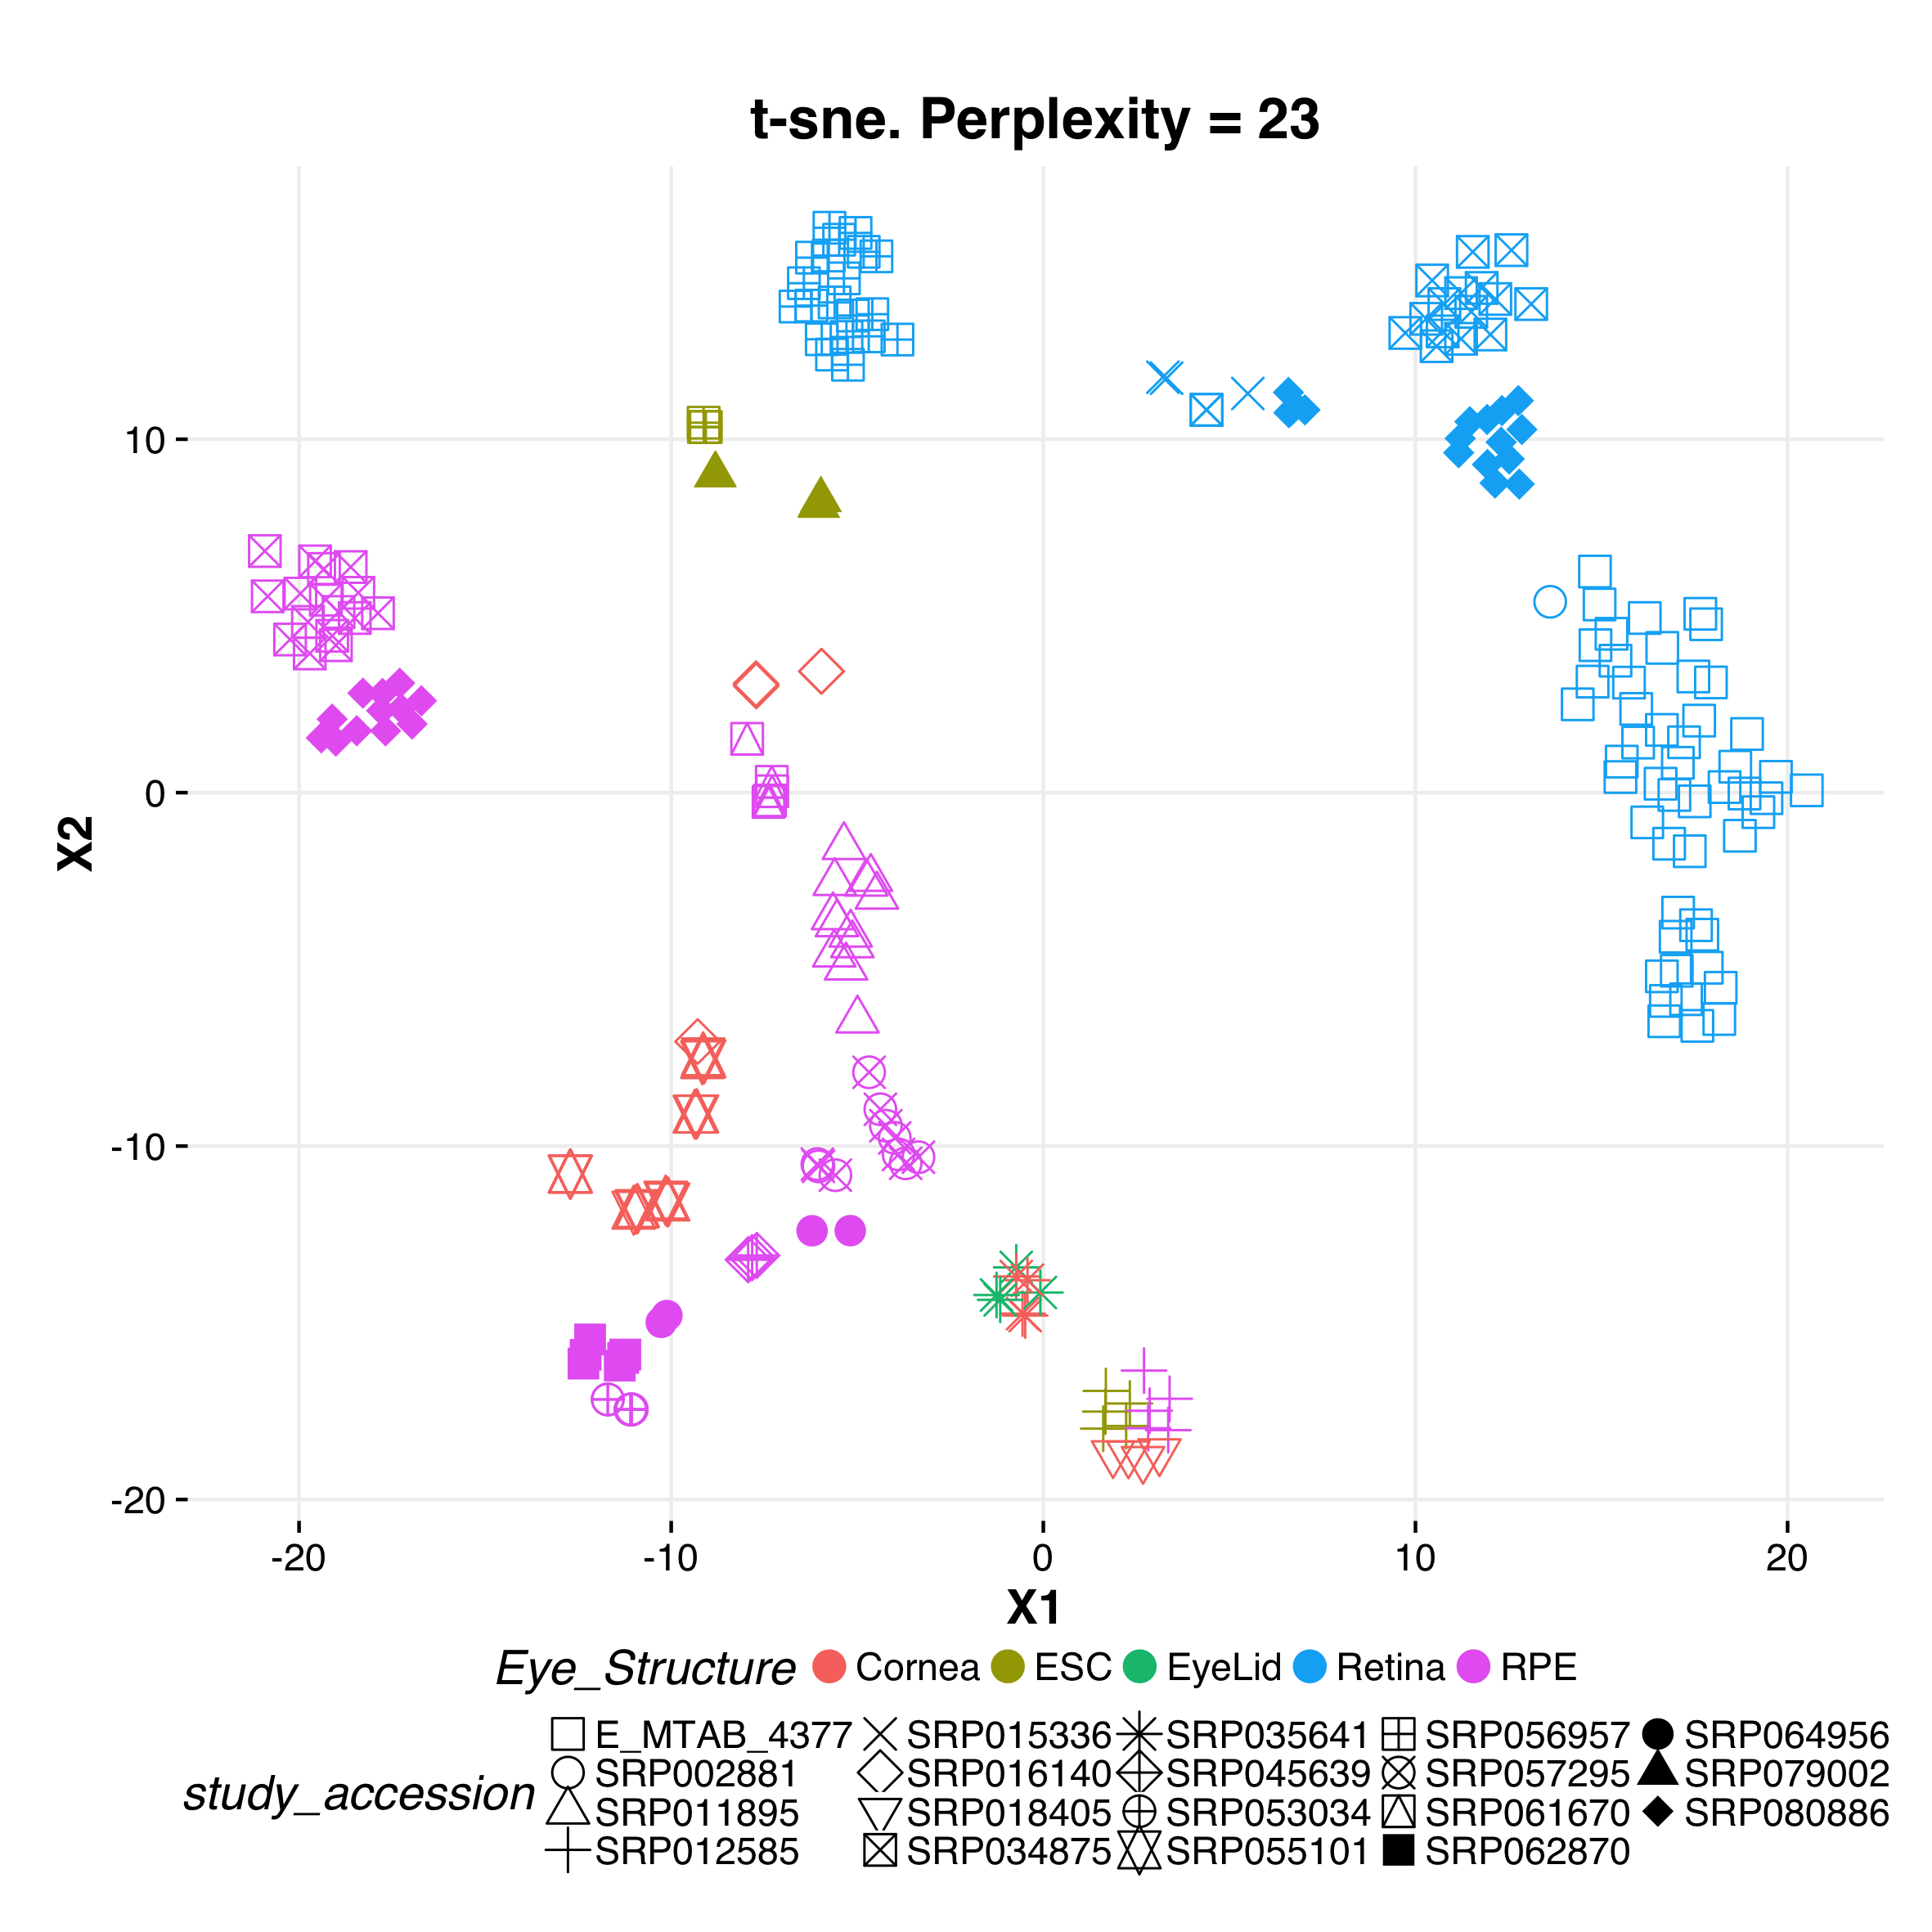 t-sne. Perplexity = 23
10
0
-10
-20
X2
-20 -10 0 10 20
X1
Eye_Structure Cornea ESC EyeLid Retina RPE
study_accession
E_MTAB_4377 SRP015336 SRP035641 SRP056957 SRP064956
SRP002881 SRP016140 SRP045639 SRP057295 SRP079002
SRP011895 SRP018405 SRP053034 SRP061670 SRP080886
SRP012585 SRP034875 SRP055101 SRP062870